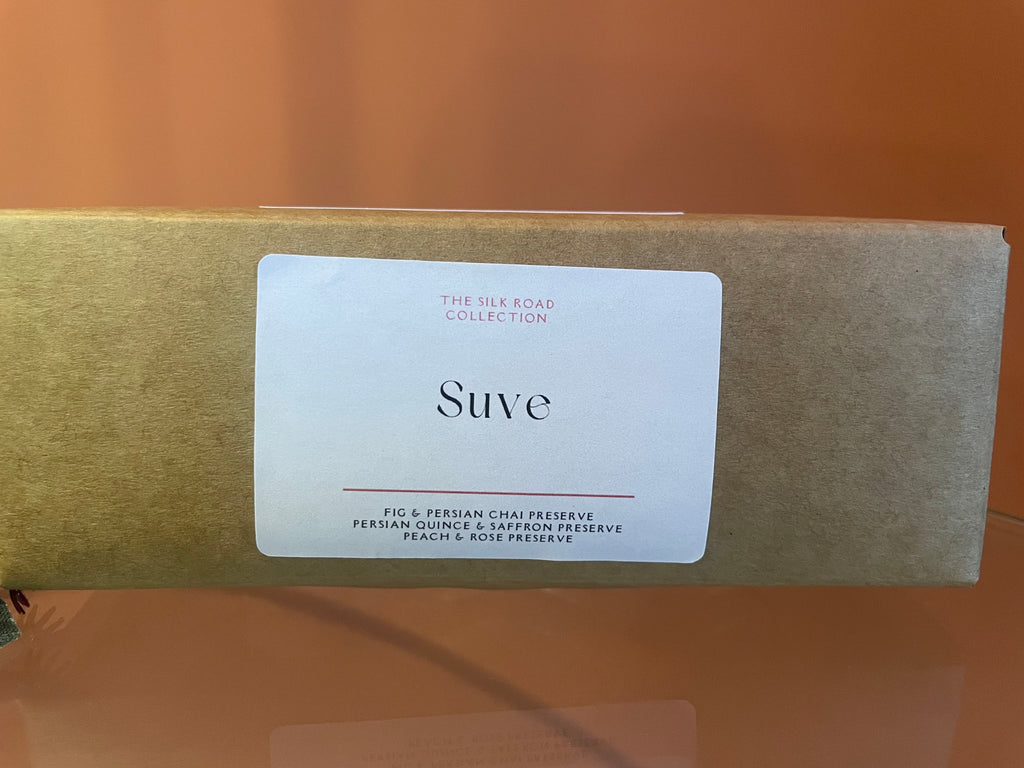 THE SILK ROAD
COLLECTION
Suve
FIG & PERSIAN CHAI PRESERVE
PERSIAN QUINCE & SAFFRON PRESERVE
PEACH & ROSE PRESERVE